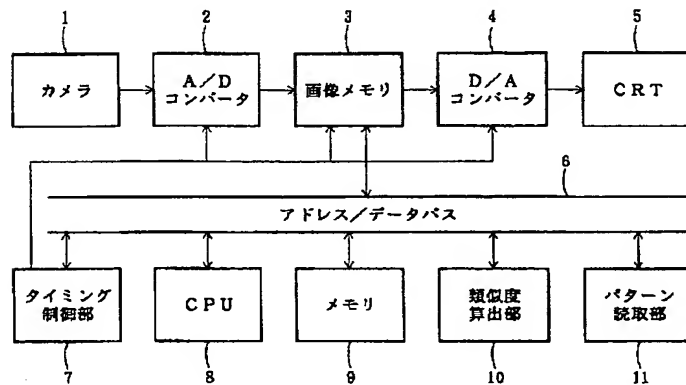 1 2 3 4 5
カメラ
A/D
コンバータ
画像メモリ
D/A
コンバータ
CRT
6
アドレス/データバス
タイミング
制御部
CPU
メモリ
類似度
算出部
パターン
読取部
7 8 9 10 11